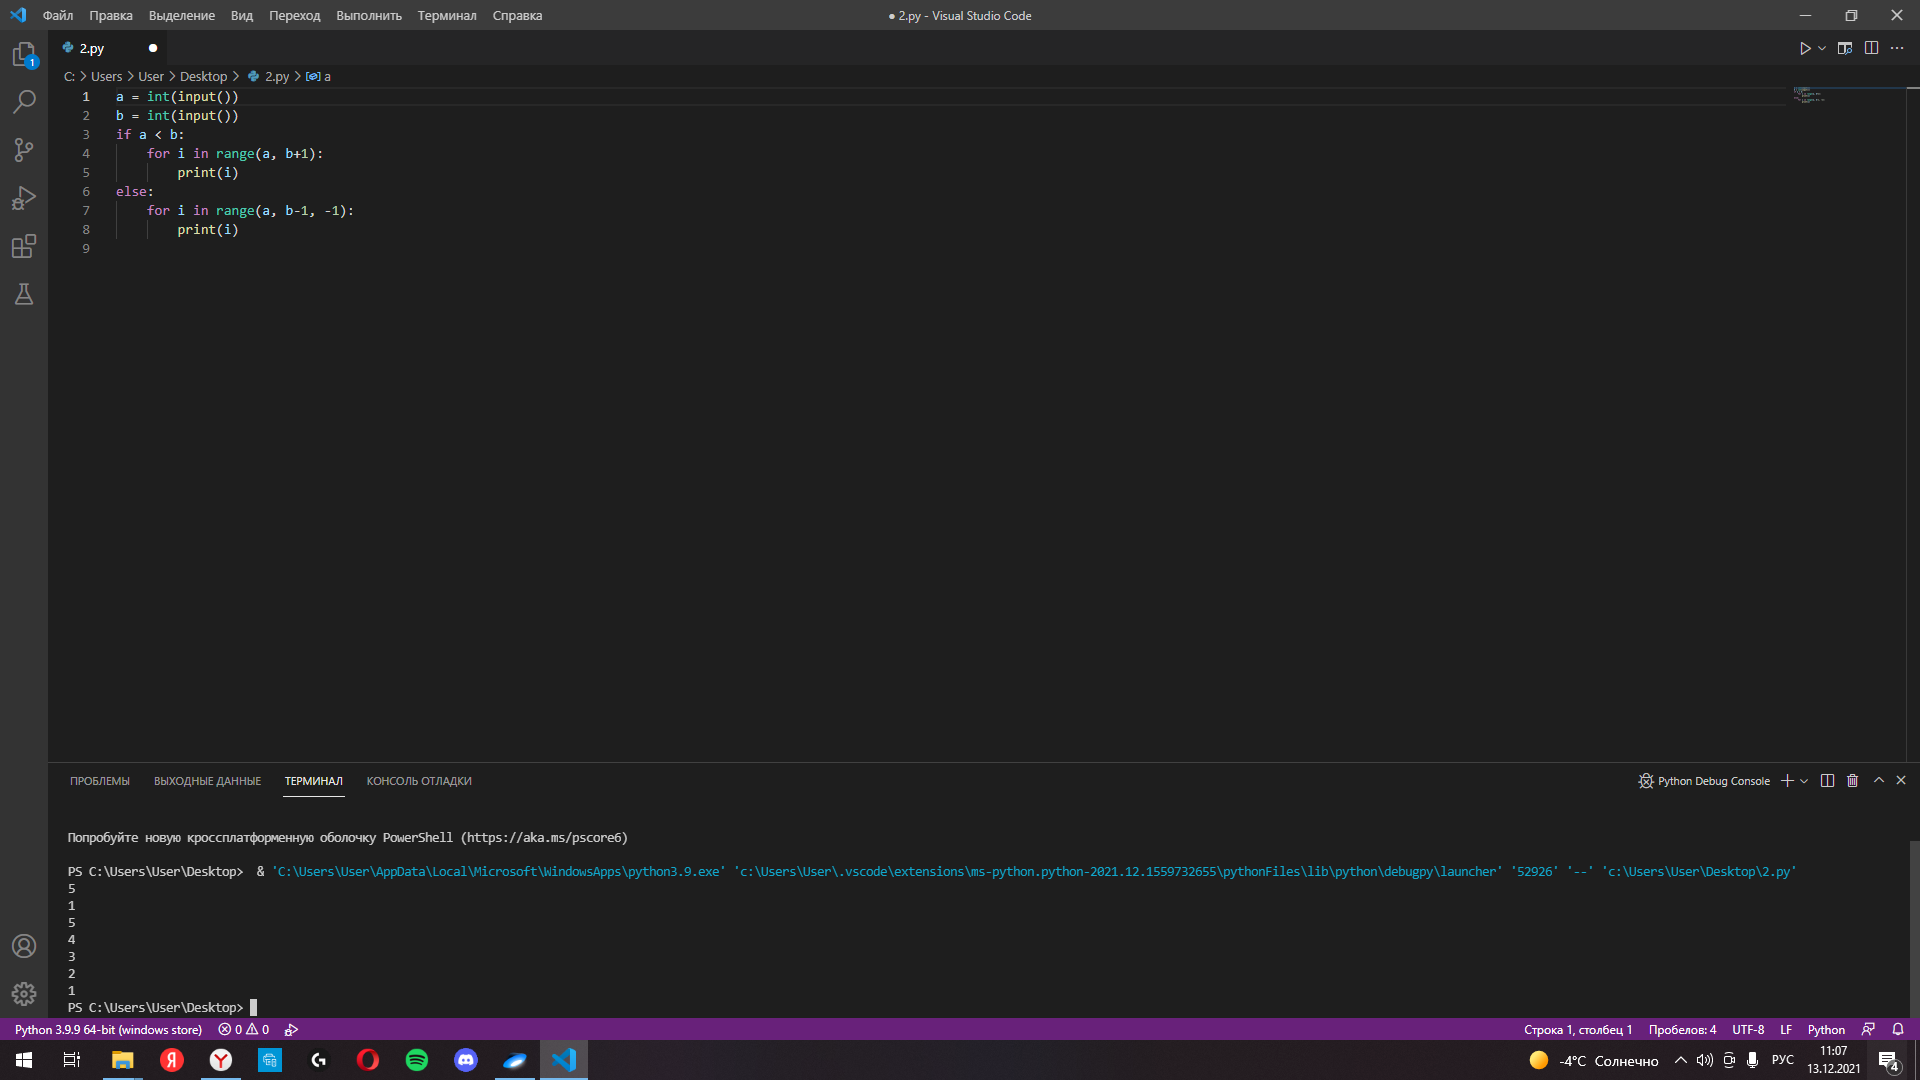 Файл Правка Выделение Вид Переход Выполнить Терминал Справка
● 2.py - Visual Studio Code
2.py
1
C: > Users > User > Desktop > 2.py > a
1 a = int(input())
2 b = int(input())
3 if a < b:
4     for i in range(a, b+1):
5         print(i)
6 else:
7     for i in range(a, b-1, -1):
8         print(i)
9
ПРОБЛЕМЫ ВЫХОДНЫЕ ДАННЫЕ ТЕРМИНАЛ КОНСОЛЬ ОТЛАДКИ
Python Debug Console
Попробуйте новую кроссплатформенную оболочку PowerShell (https://aka.ms/pscore6)
PS C:\Users\User\Desktop>  & 'C:\Users\User\AppData\Local\Microsoft\WindowsApps\python3.9.exe' 'c:\Users\User\.vscode\extensions\ms-python.python-2021.12.1559732655\pythonFiles\lib\python\debugpy\launcher' '52926' '--' 'c:\Users\User\Desktop\2.py'
5
1
5
4
3
2
1
PS C:\Users\User\Desktop>
Python 3.9.9 64-bit (windows store) 0 0
Строка 1, столбец 1 Пробелов: 4 UTF-8 LF Python
Я Y G
-4°C Солнечно РУС
11:07
13.12.2021
4